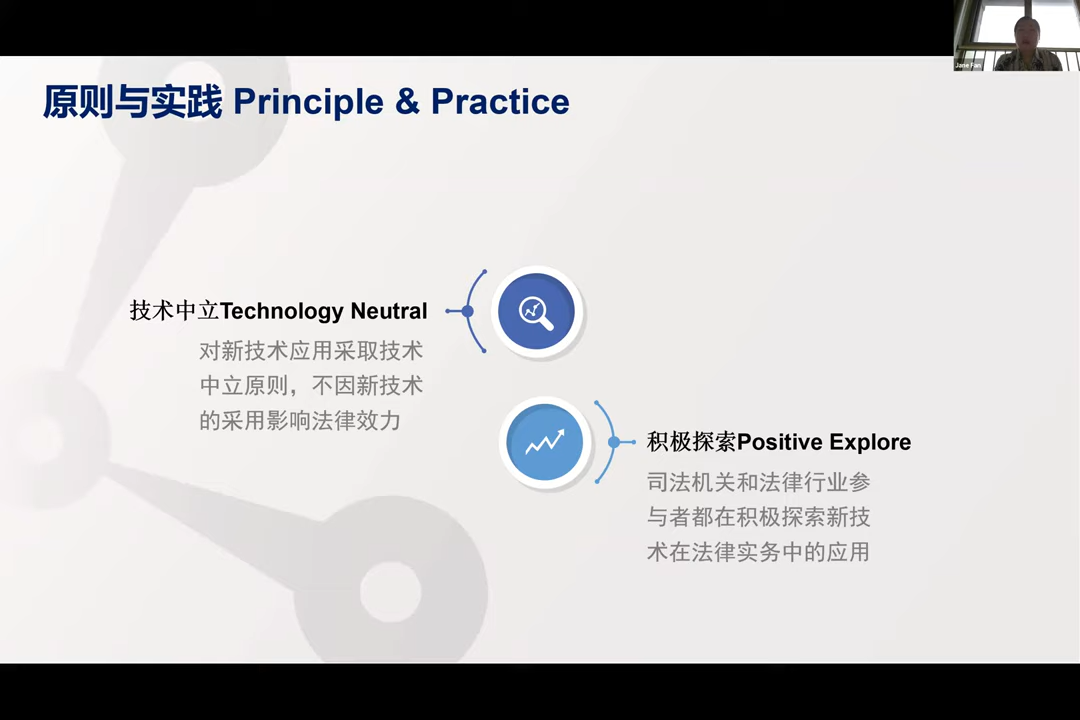 原则与实践 Principle & Practice
技术中立Technology Neutral
对新技术应用采取技术
中立原则，不因新技术
的采用影响法律效力
积极探索Positive Explore
司法机关和法律行业参
与者都在积极探索新技
术在法律实务中的应用
Jane Fan